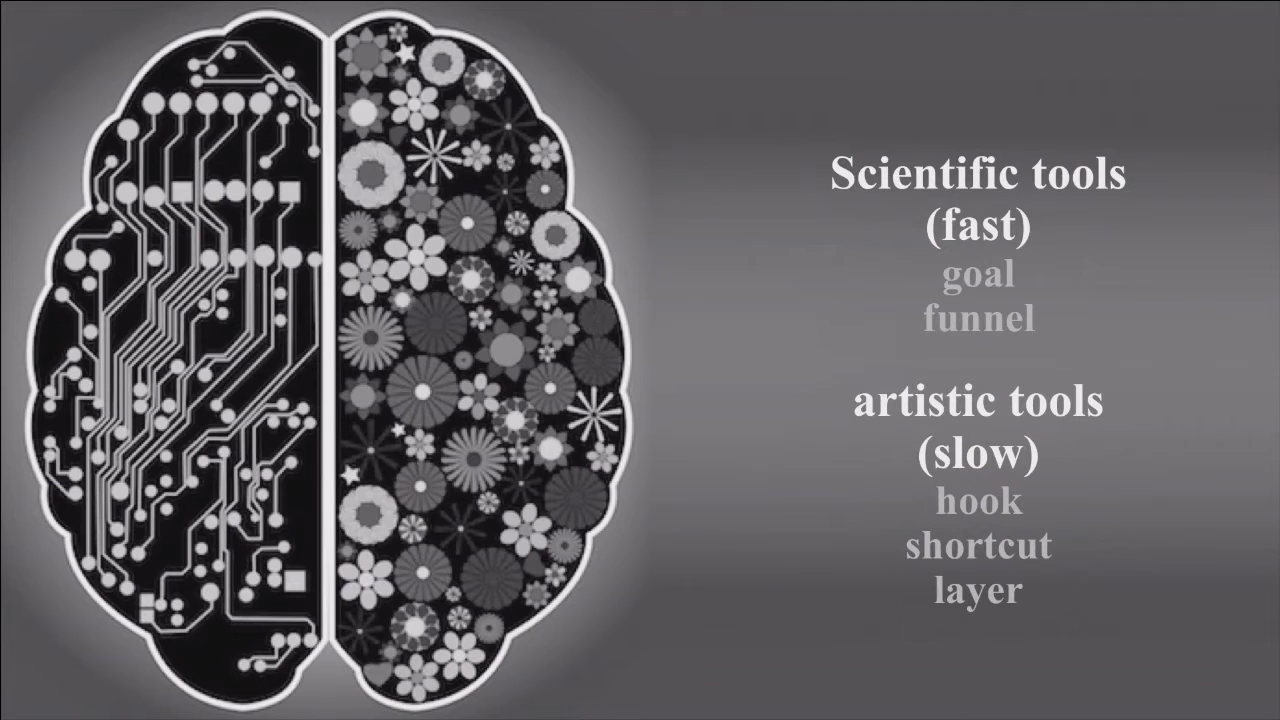 Scientific tools
(fast)
goal
funnel
artistic tools
(slow)
hook
shortcut
layer